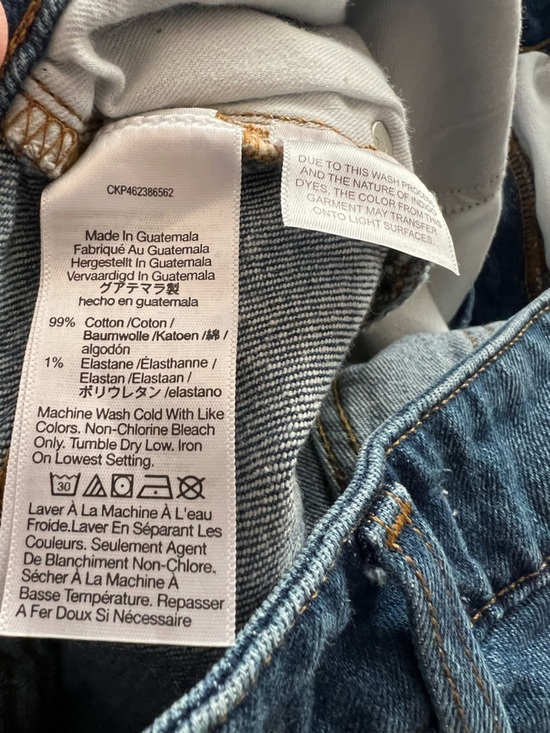 CKP462386562
Made In Guatemala
Fabriqué Au Guatemala
Hergestellt In Guatemala
Vervaardigd In Guatemala
グアテマラ製
hecho en guatemala
99% Cotton /Coton /
Baumwolle /Katoen /綿 /
algodón
1% Elastane /Élasthanne /
Elastan /Elastaan /
ポリウレタン /elastano
Machine Wash Cold With Like
Colors. Non-Chlorine Bleach
Only. Tumble Dry Low. Iron
On Lowest Setting.
30
Laver À La Machine À L'eau
Froide.Laver En Séparant Les
Couleurs. Seulement Agent
De Blanchiment Non-Chlore.
Sécher À La Machine À
Basse Température. Repasser
A Fer Doux Si Nécessaire
DUE TO THIS WASH PROCESS
AND THE NATURE OF INDIGO
DYES, THE COLOR FROM THIS
GARMENT MAY TRANSFER
ONTO LIGHT SURFACES.